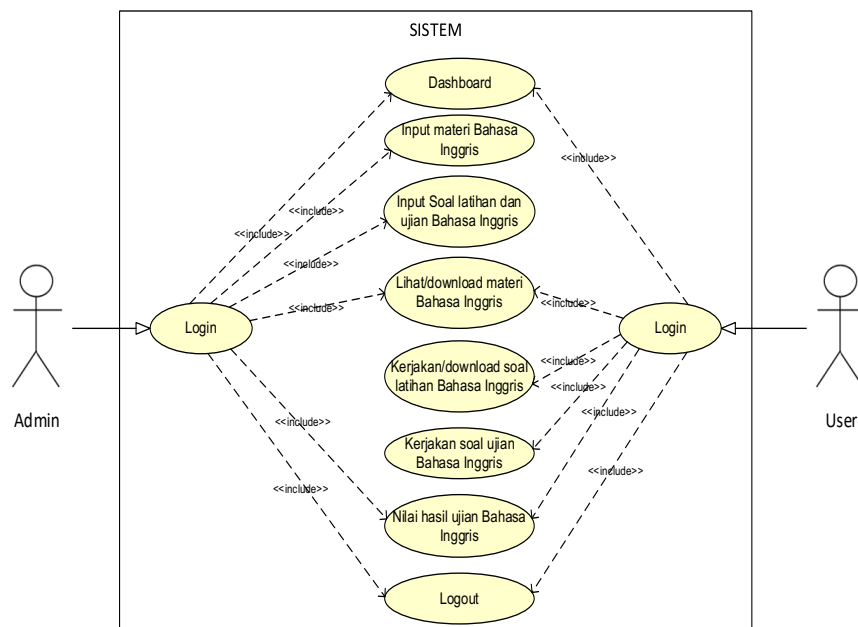 SISTEM
Dashboard
Input materi Bahasa
Inggris
<<include>>
<<include>>
Input Soal latihan dan
ujian Bahasa Inggris
<<include>>
<<include>>
Lihat/download materi
Bahasa Inggris
<<include>>
<<include>>
Login
Login
Kerjakan/download soal
latihan Bahasa Inggris
<<include>>
<<include>>
Admin
User
<<include>>
<<include>>
Kerjakan soal ujian
Bahasa Inggris
<<include>>
<<include>>
Nilai hasil ujian Bahasa
Inggris
Logout